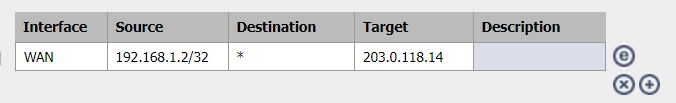 Interface Source Destination Target Description
WAN 192.168.1.2/32 * 203.0.118.14